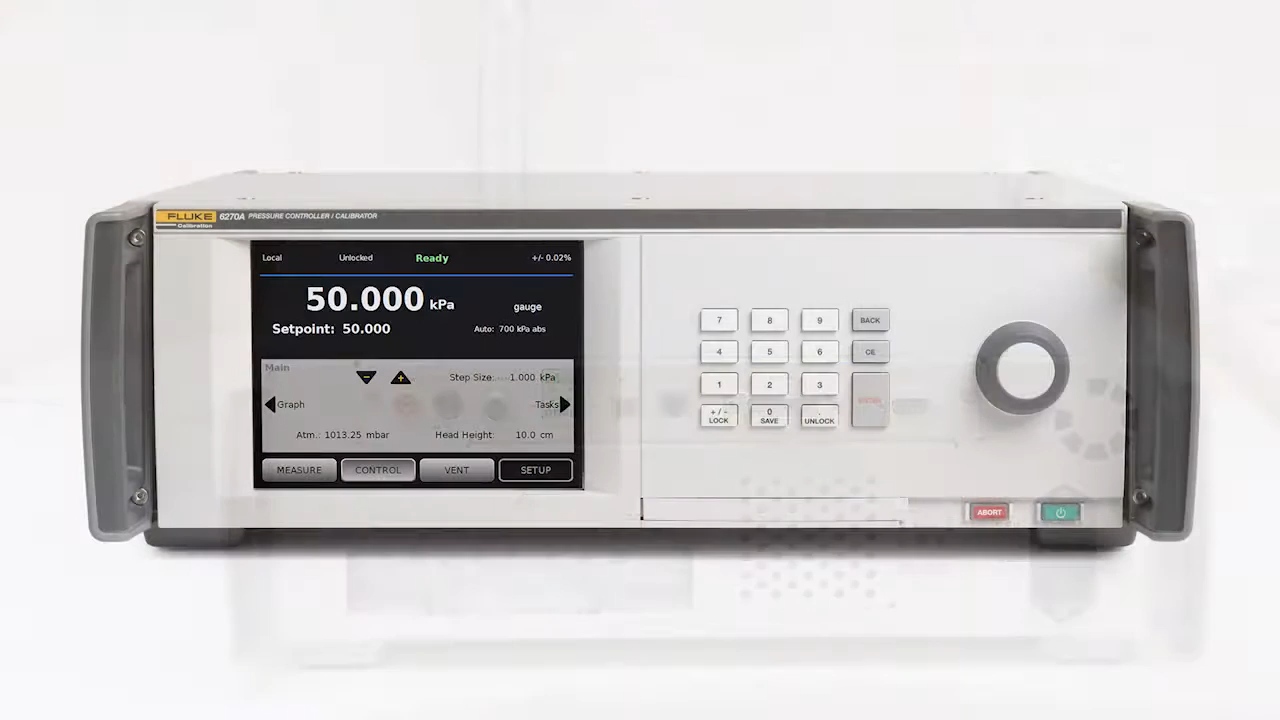 FLUKE 6270A PRESSURE CONTROLLER / CALIBRATOR
Calibration
Local Unlocked Ready +/- 0.02%
50.000 kPa gauge
Setpoint: 50.000 Auto: 700 kPa abs
Main
- + Step Size: 1.000 kPa
Graph Tasks
Atm.: 1013.25 mbar Head Height: 10.0 cm
MEASURE CONTROL VENT SETUP
7 8 9 BACK
4 5 6 CE
1 2 3
+/- 0 .
LOCK SAVE UNLOCK
ABORT